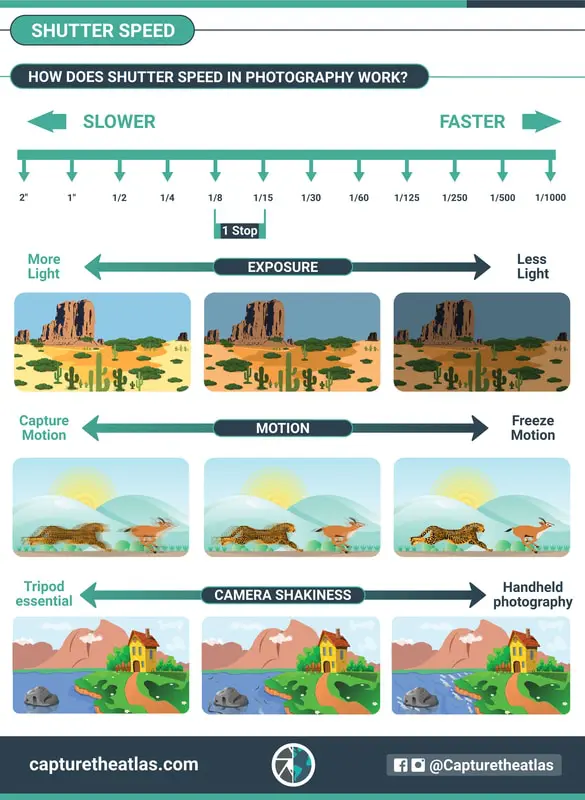 SHUTTER SPEED
HOW DOES SHUTTER SPEED IN PHOTOGRAPHY WORK?
SLOWER
FASTER
2" 1" 1/2 1/4 1/8 1/15 1/30 1/60 1/125 1/250 1/500 1/1000
1 Stop
More
Light
EXPOSURE
Less
Light
Capture
Motion
MOTION
Freeze
Motion
Tripod
essential
CAMERA SHAKINESS
Handheld
photography
capturetheatlas.com
@Capturetheatlas